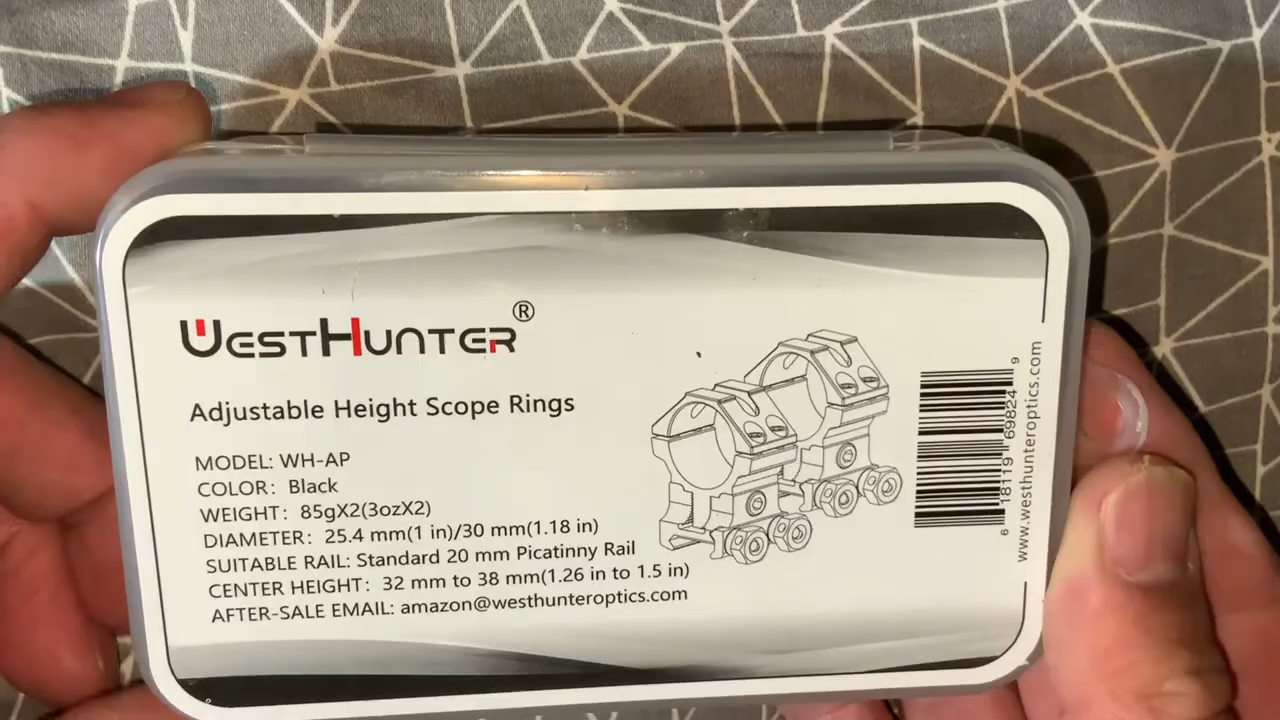 WESTHUNTER®
Adjustable Height Scope Rings
MODEL: WH-AP
COLOR: Black
WEIGHT: 85gX2(3ozX2)
DIAMETER: 25.4 mm(1 in)/30 mm(1.18 in)
SUITABLE RAIL: Standard 20 mm Picatinny Rail
CENTER HEIGHT: 32 mm to 38 mm(1.26 in to 1.5 in)
AFTER-SALE EMAIL: amazon@westhunteroptics.com
6 18119 69824 9
www.westhunteroptics.com